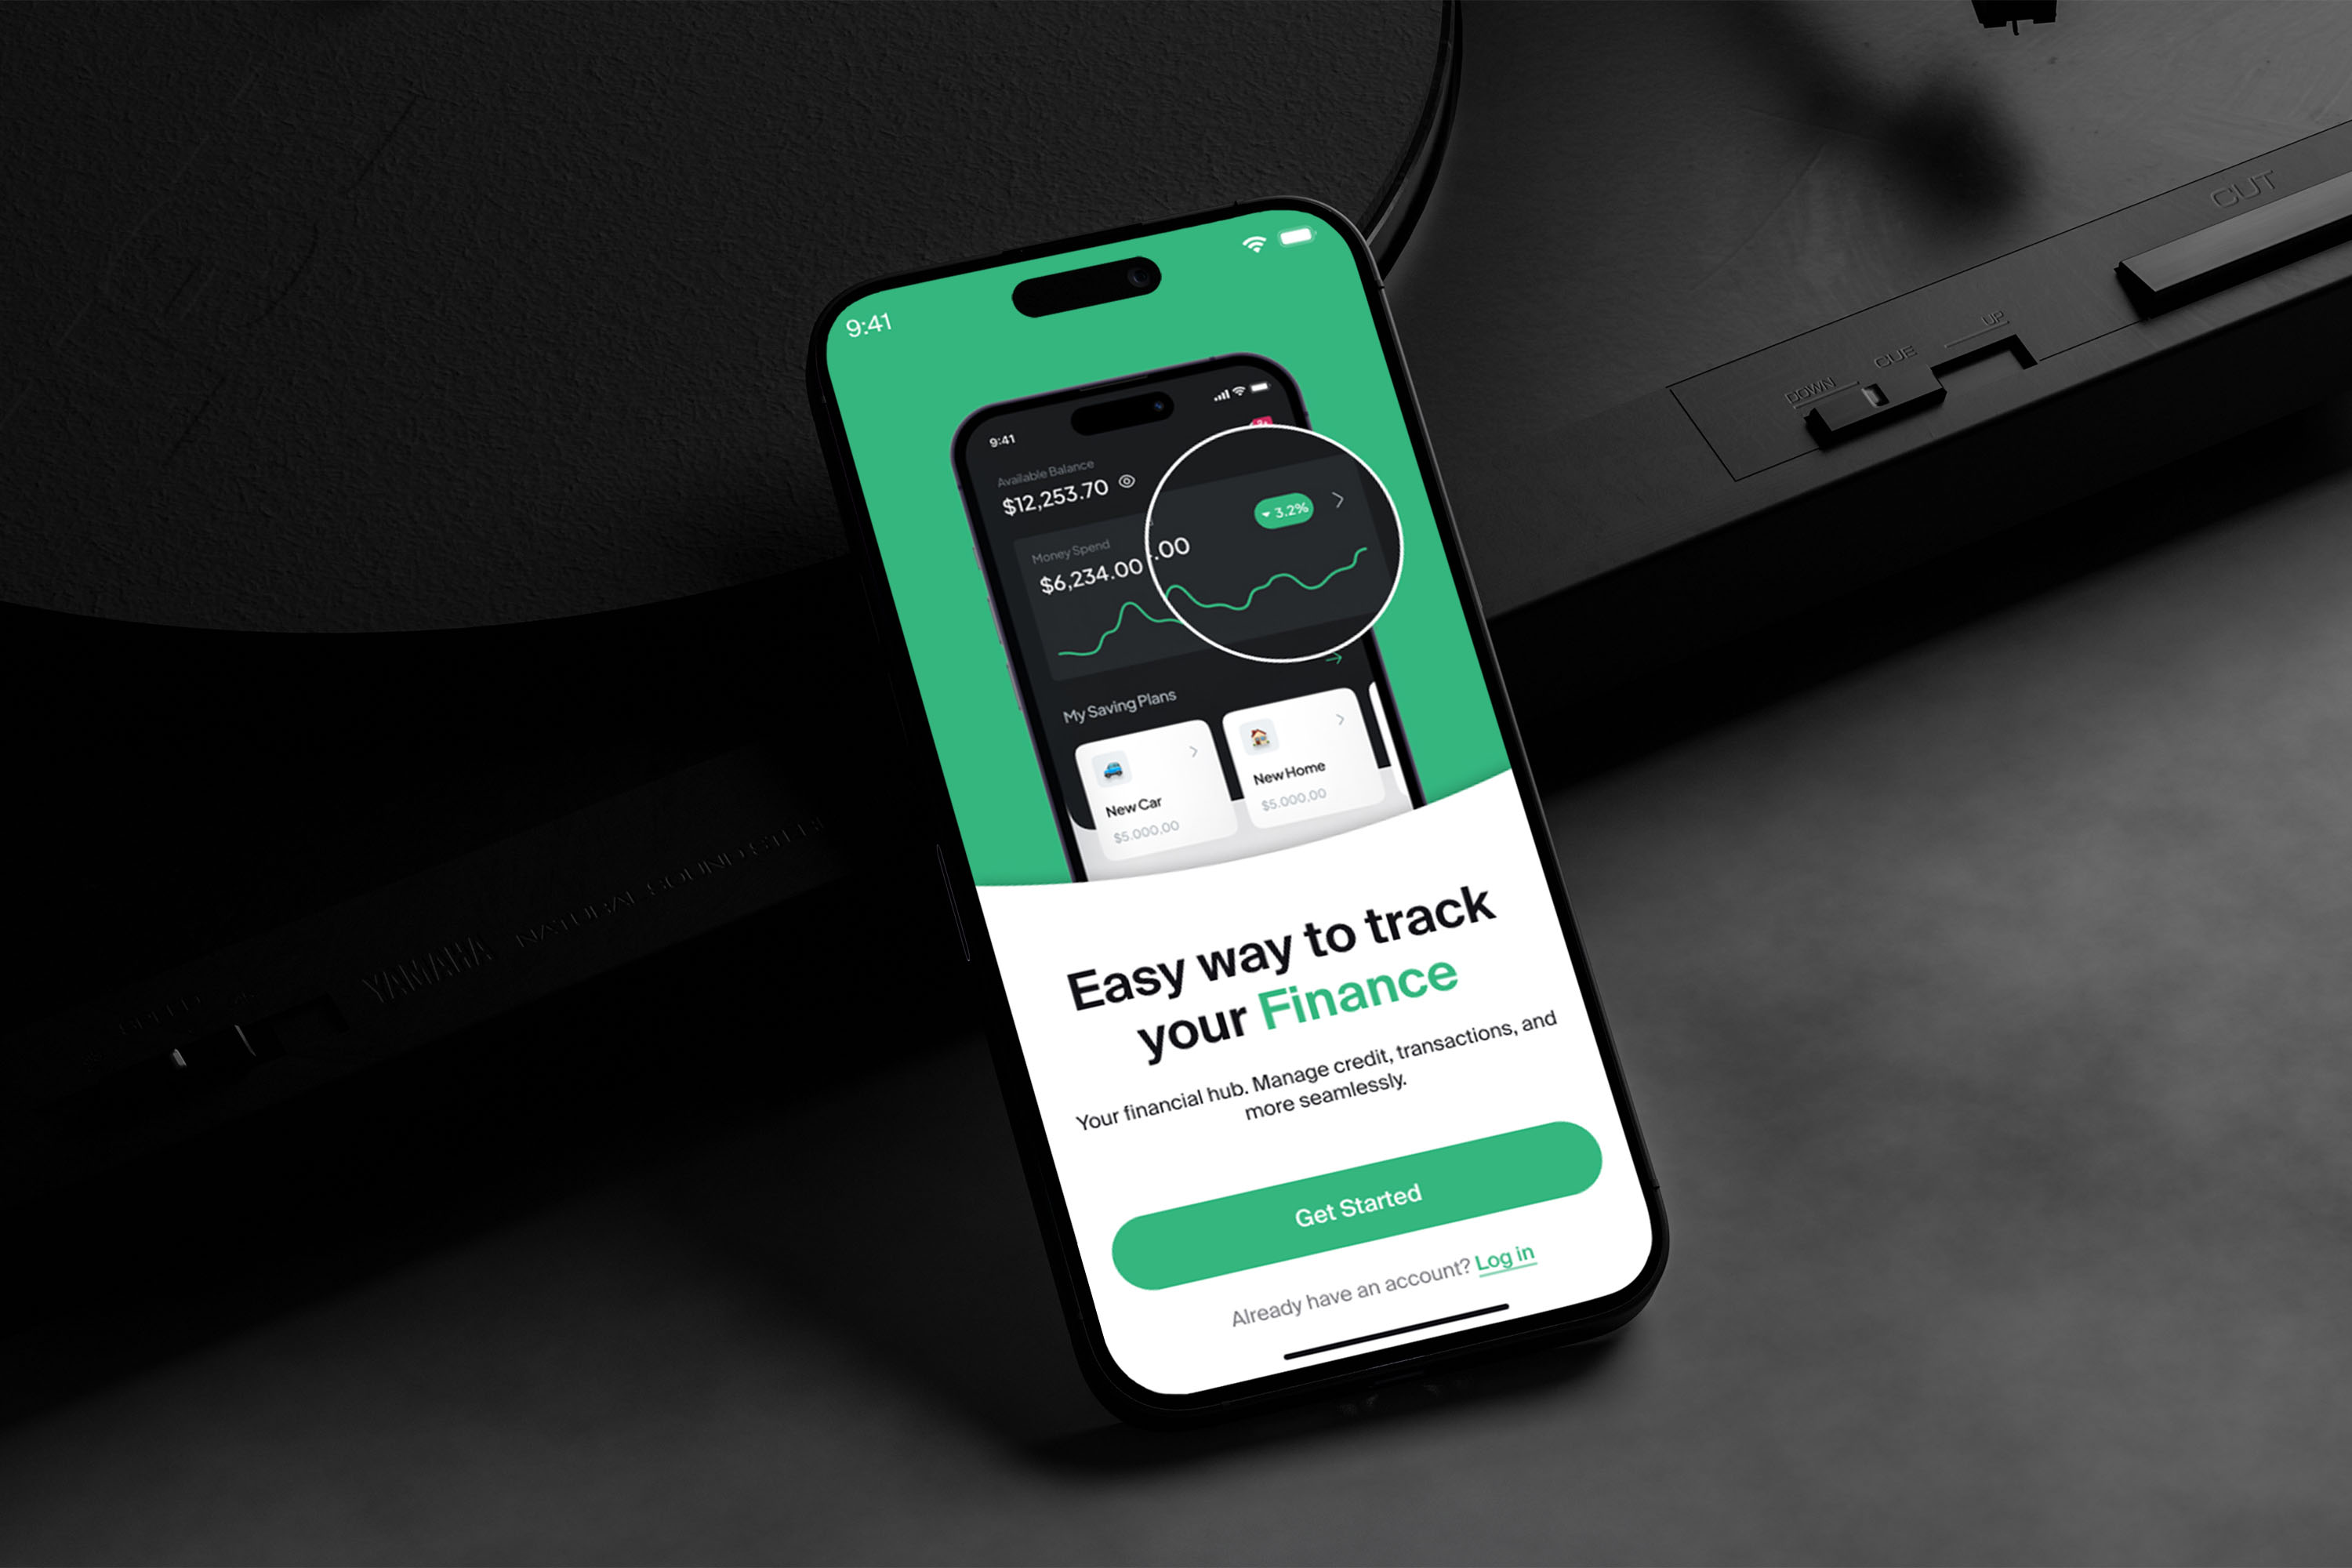 CUT
UP
CUE
DOWN
9:41
9:41
Available Balance
$12,253.70
3.2%
Money Spend
$6,234.00
.00
My Saving Plans
New Car
$5.000,00
New Home
$5.000,00
YAMAHA NATURAL SOUND STER
SPEED
Easy way to track
your Finance
Your financial hub. Manage credit, transactions, and
more seamlessly.
Get Started
Already have an account? Log in